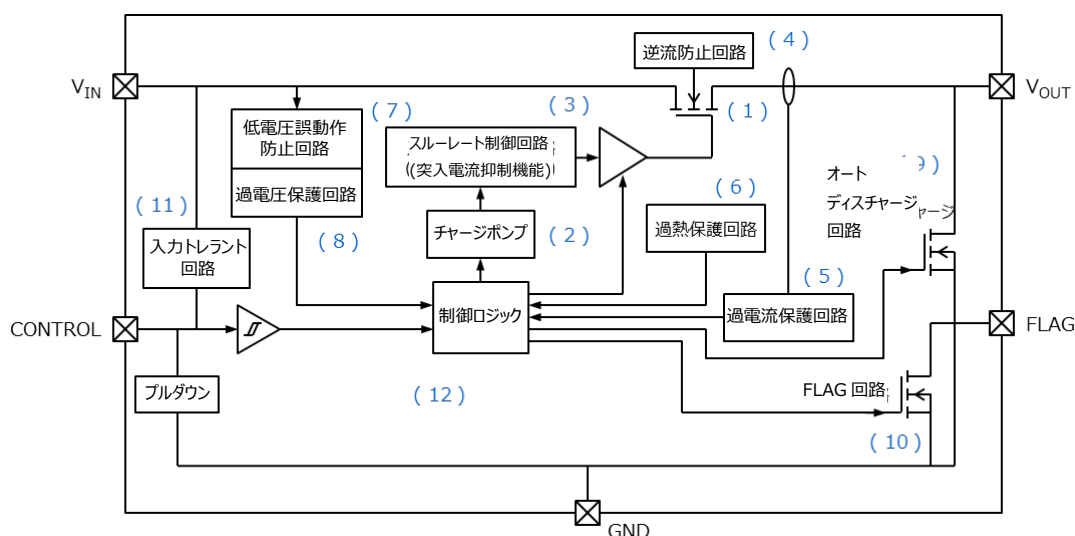 逆流防止回路
( 4 )
VIN
VOUT
( 7 )
( 3 )
( 1 )
低電圧誤動作
防止回路
スルーレート制御回路
((突入電流抑制機能)
過電圧保護回路
( 6 )
オート
9 )
ディスチャージ
ャージ
回路
( 11 )
( 8 )
チャージポンプ
( 2 )
過熱保護回路
入力トレラント
回路
( 5 )
制御ロジック
過電流保護回路
CONTROL
FLAG
プルダウン
( 12 )
FLAG 回路
( 10 )
GND